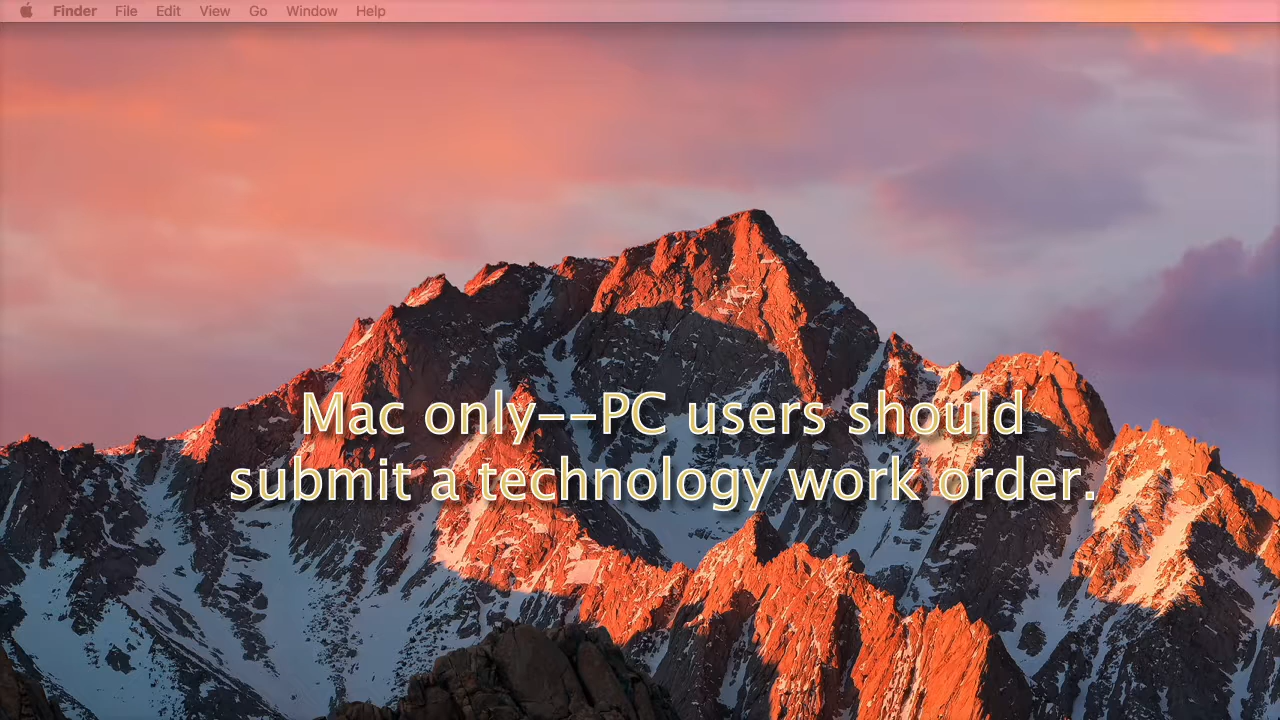 Finder File Edit View Go Window Help
Mac only--PC users should
submit a technology work order.